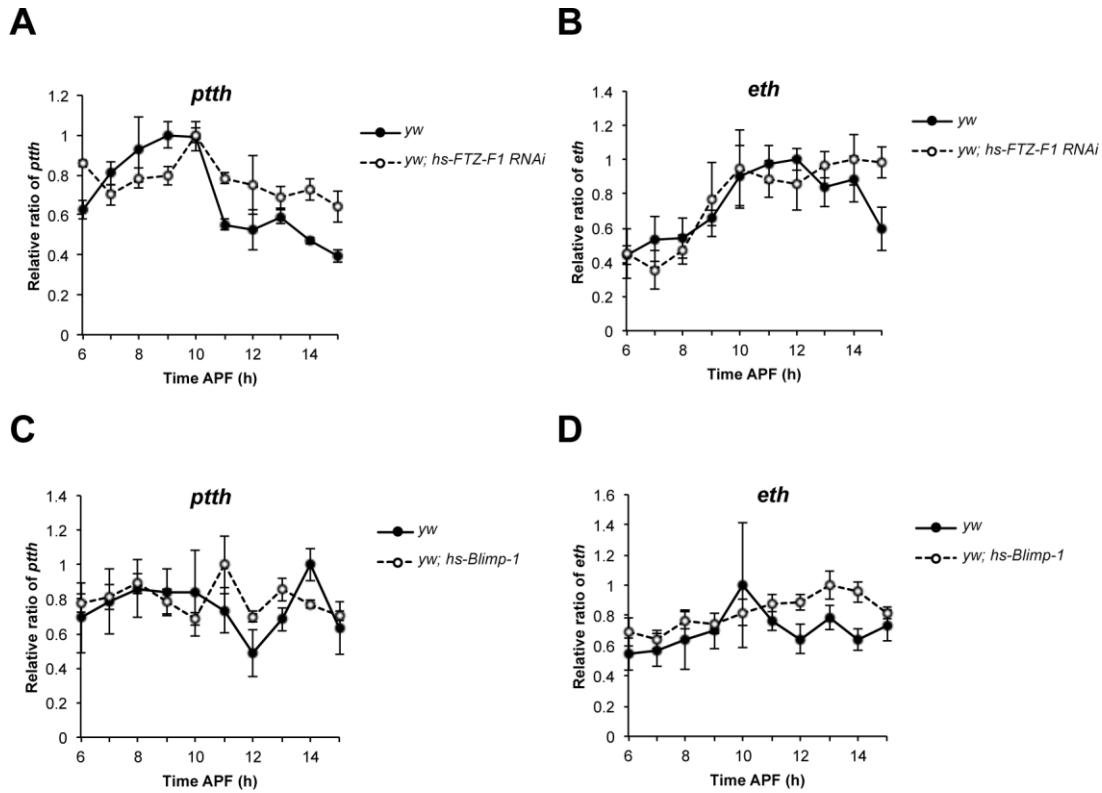 A
ptth
1.2
1
0.8
0.6
0.4
0.2
0
Relative ratio of ptth
6
8
10
12
14
Time APF (h)
yw
yw; hs-FTZ-F1 RNAi
B
eth
1.4
1.2
1
0.8
0.6
0.4
0.2
0
Relative ratio of eth
6
8
10
12
14
Time APF (h)
yw
yw; hs-FTZ-F1 RNAi
C
ptth
1.4
1.2
1
0.8
0.6
0.4
0.2
0
Relative ratio of ptth
6
8
10
12
14
Time APF (h)
yw
yw; hs-Blimp-1
D
eth
1.6
1.4
1.2
1
0.8
0.6
0.4
0.2
0
Relative ratio of eth
6
8
10
12
14
Time APF (h)
yw
yw; hs-Blimp-1